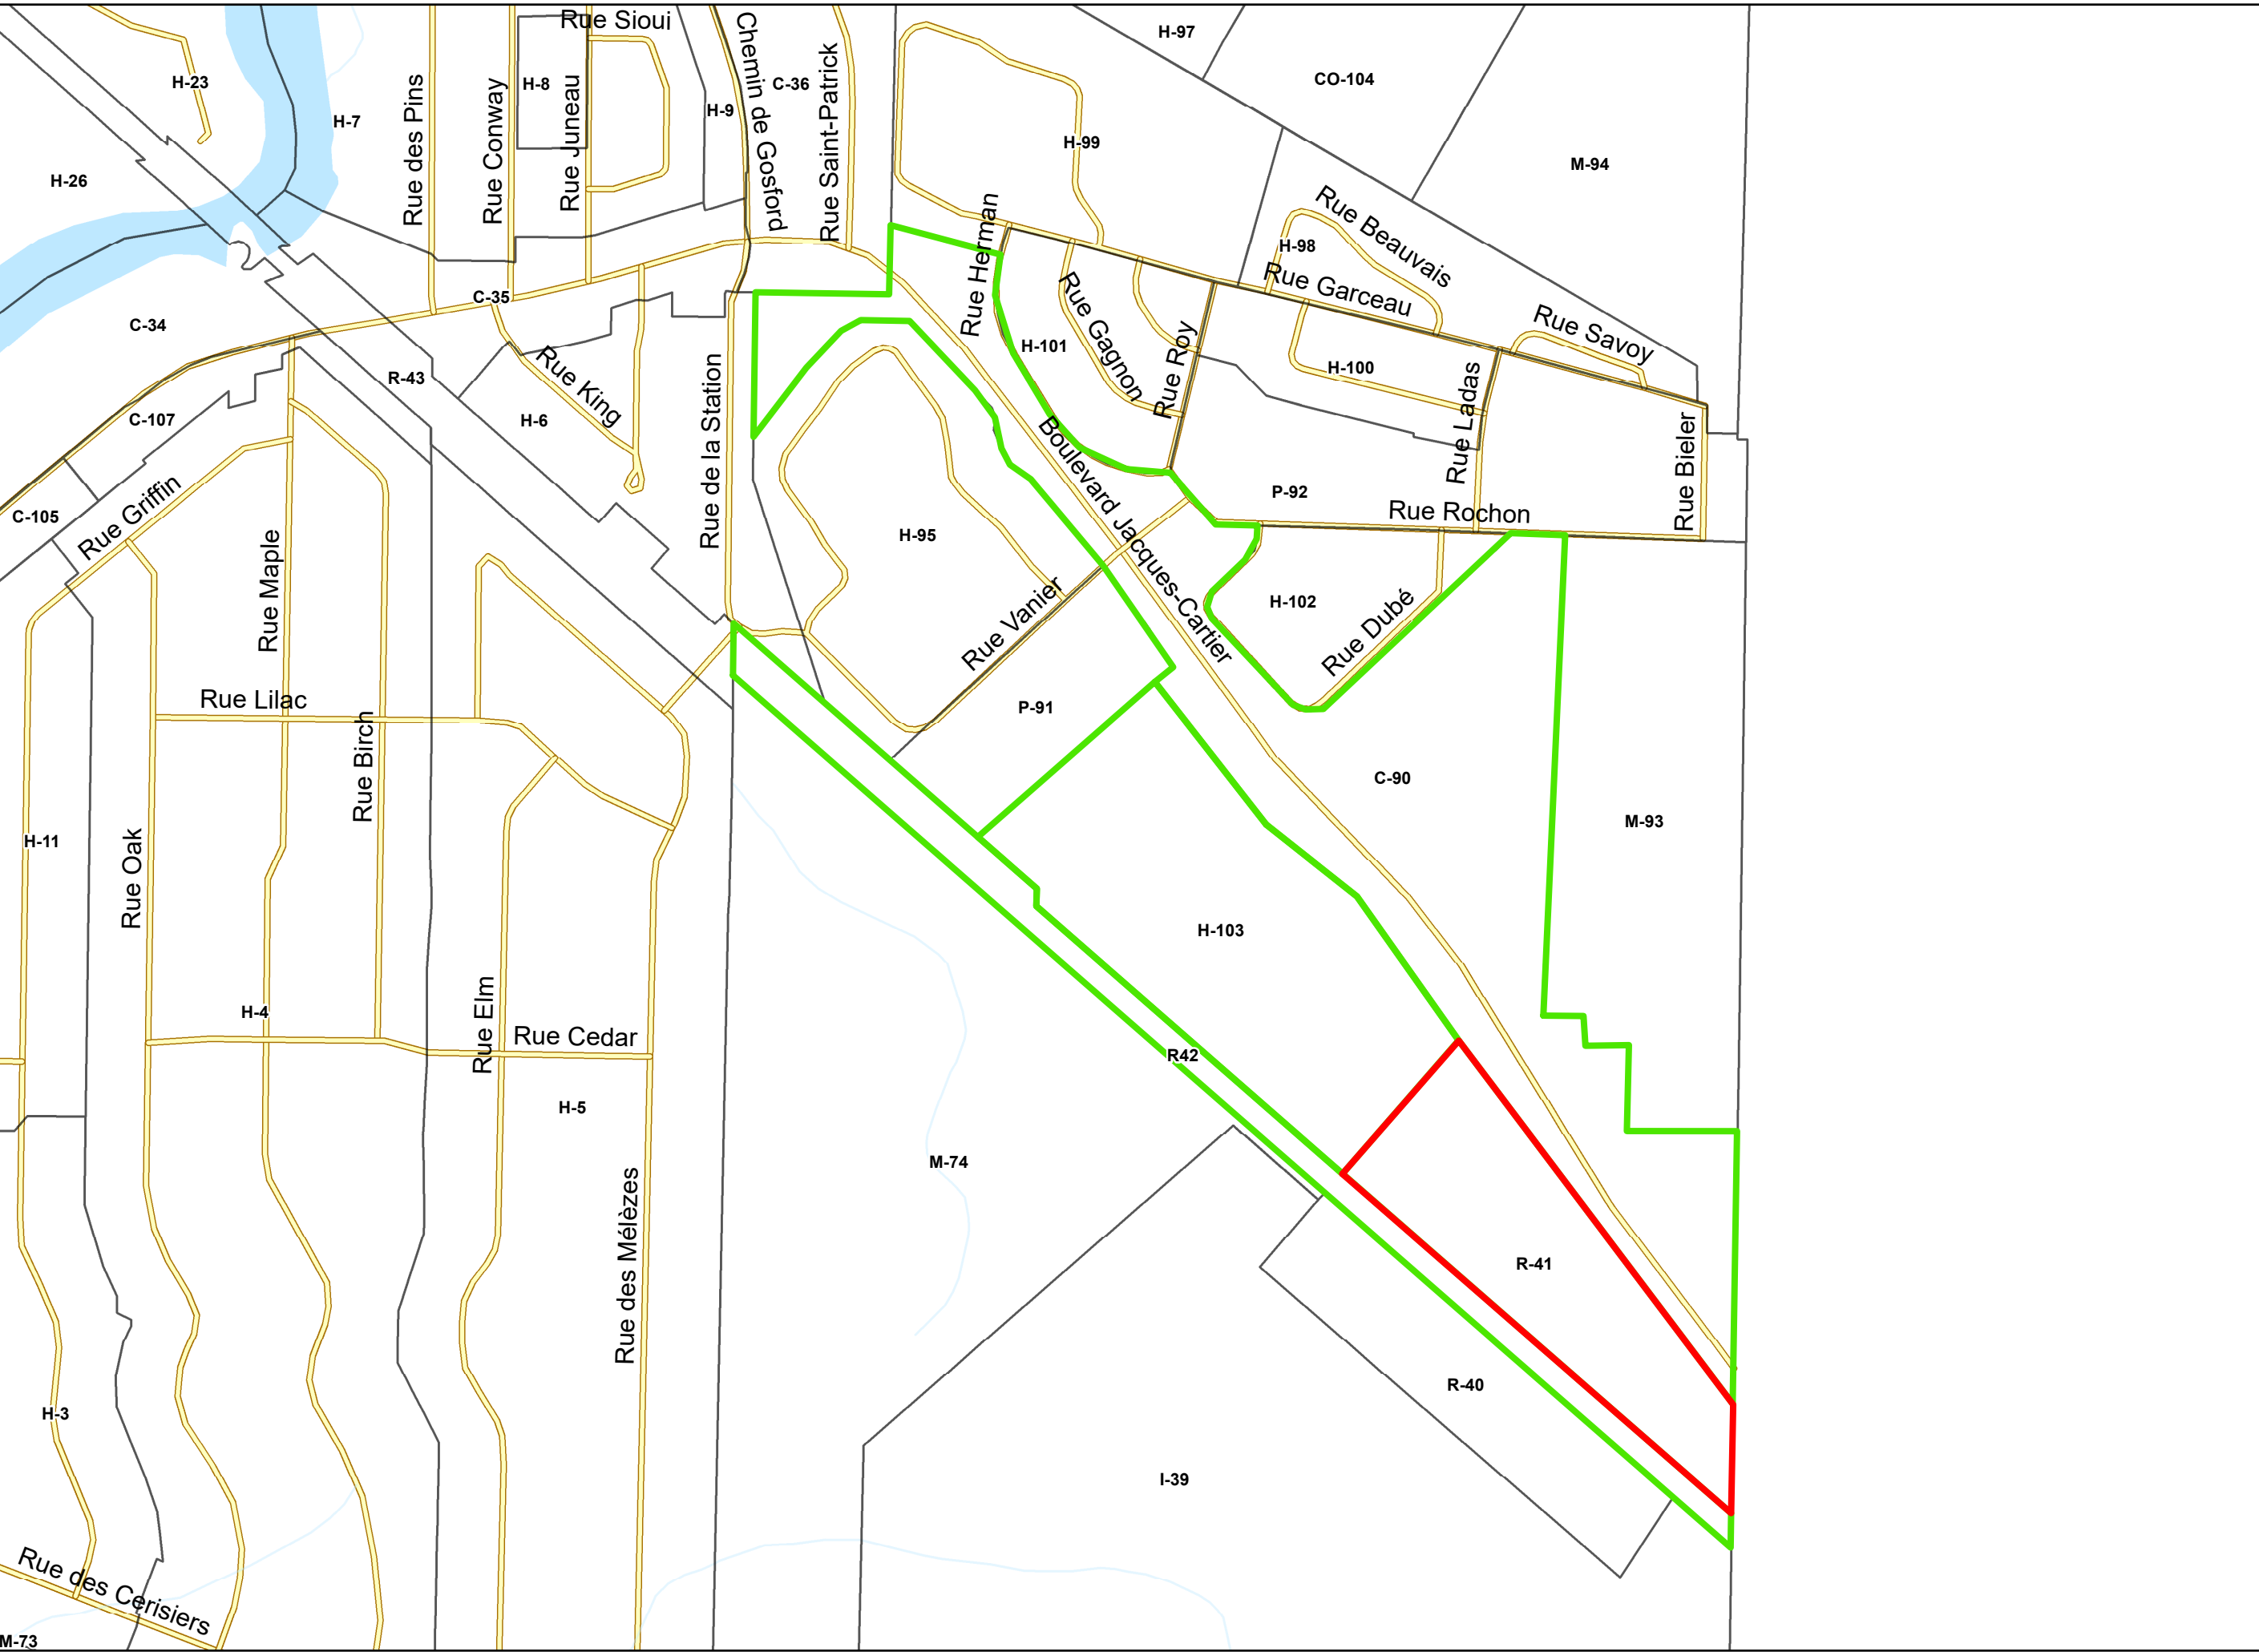 Rue Sioui
H-97
CO-104
H-23
H-8
C-36
H-9
H-7
H-99
M-94
H-26
Rue des Pins
Rue Conway
Rue Juneau
Chemin de Gosford
Rue Saint-Patrick
Rue Beauvais
H-98
Rue Herman
Rue Garceau
C-35
C-34
Rue Gagnon
Rue Savoy
H-101
Rue Roy
H-100
R-43
Rue King
C-107
H-6
Rue de la Station
Rue Ladas
Rue Bieler
P-92
C-105
Rue Griffin
Rue Rochon
Boulevard Jacques-Cartier
H-95
Rue Maple
H-102
Rue Vanier
Rue Dubé
Rue Lilac
P-91
Rue Birch
C-90
M-93
H-11
Rue Oak
H-103
H-4
Rue Elm
Rue Cedar
R42
H-5
M-74
Rue des Mélèzes
R-41
R-40
H-3
I-39
Rue des Cerisiers
M-73